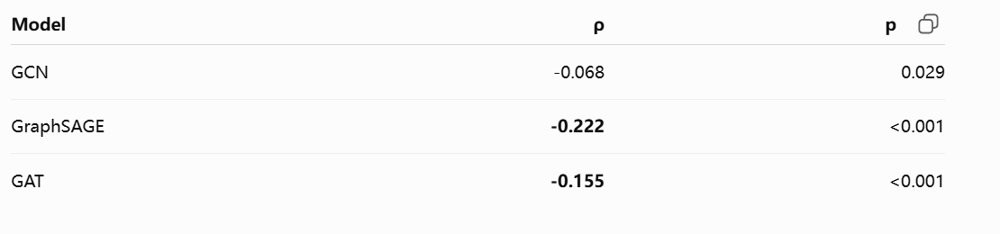 Model ρ p
GCN -0.068 0.029
GraphSAGE -0.222 <0.001
GAT -0.155 <0.001